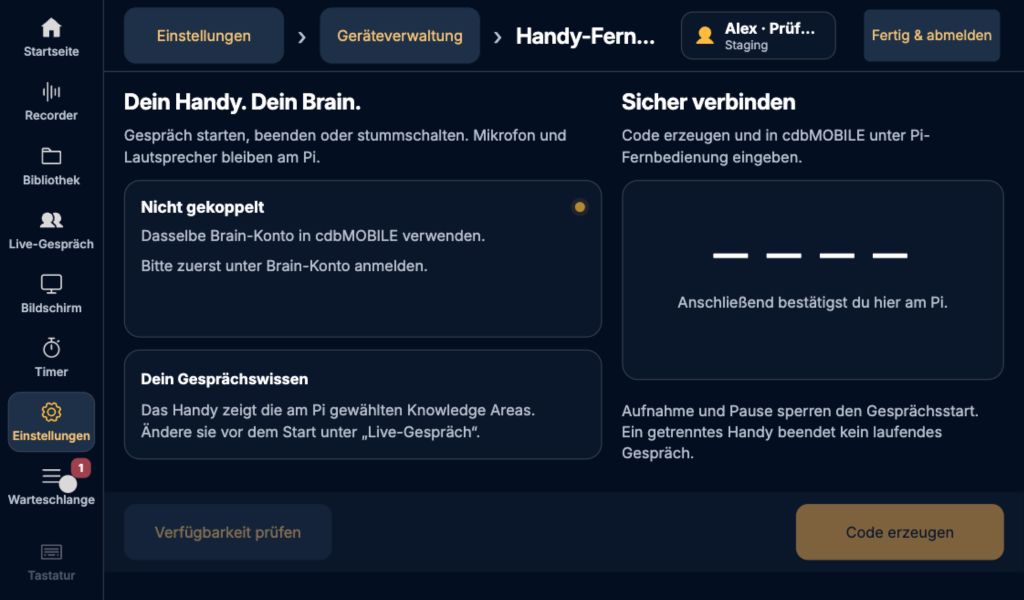 Startseite
Recorder
Bibliothek
Live-Gespräch
Bildschirm
Timer
Einstellungen
1
Warteschlange
Tastatur
Einstellungen › Geräteverwaltung › Handy-Fern...
Alex · Prüf...
Staging
Fertig & abmelden
Dein Handy. Dein Brain.
Gespräch starten, beenden oder stummschalten. Mikrofon und
Lautsprecher bleiben am Pi.
Nicht gekoppelt
Dasselbe Brain-Konto in cdbMOBILE verwenden.
Bitte zuerst unter Brain-Konto anmelden.
Dein Gesprächswissen
Das Handy zeigt die am Pi gewählten Knowledge Areas.
Ändere sie vor dem Start unter „Live-Gespräch“.
Sicher verbinden
Code erzeugen und in cdbMOBILE unter Pi-
Fernbedienung eingeben.
— — — —
Anschließend bestätigst du hier am Pi.
Aufnahme und Pause sperren den Gesprächsstart.
Ein getrenntes Handy beendet kein laufendes
Gespräch.
Verfügbarkeit prüfen
Code erzeugen